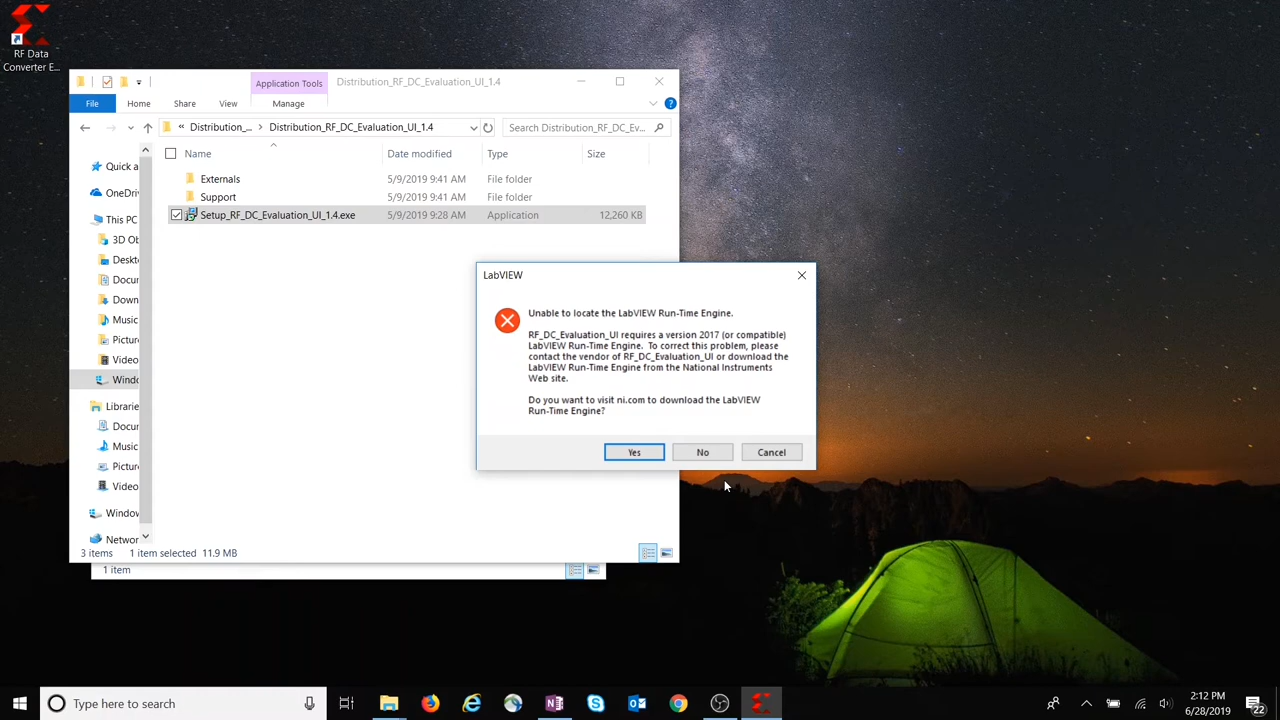 RF Data
Converter E...
Application Tools
Distribution_RF_DC_Evaluation_UI_1.4
File
Home
Share
View
Manage
Distribution_...
Distribution_RF_DC_Evaluation_UI_1.4
Search Distribution_RF_DC_Ev...
Name
Date modified
Type
Size
Quick a
OneDriv
This PC
3D Ob
Deskt
Docum
Down
Music
Pictur
Video
Windo
Librarie
Docum
Music
Pictur
Video
Window
Networ
Externals
5/9/2019 9:41 AM
File folder
Support
5/9/2019 9:41 AM
File folder
Setup_RF_DC_Evaluation_UI_1.4.exe
5/9/2019 9:28 AM
Application
12,260 KB
3 items
1 item selected
11.9 MB
1 item
LabVIEW
Unable to locate the LabVIEW Run-Time Engine.
RF_DC_Evaluation_UI requires a version 2017 (or compatible)
LabVIEW Run-Time Engine. To correct this problem, please
contact the vendor of RF_DC_Evaluation_UI or download the
LabVIEW Run-Time Engine from the National Instruments
Web site.
Do you want to visit ni.com to download the LabVIEW
Run-Time Engine?
Yes
No
Cancel
Type here to search
2:12 PM
6/28/2019
22